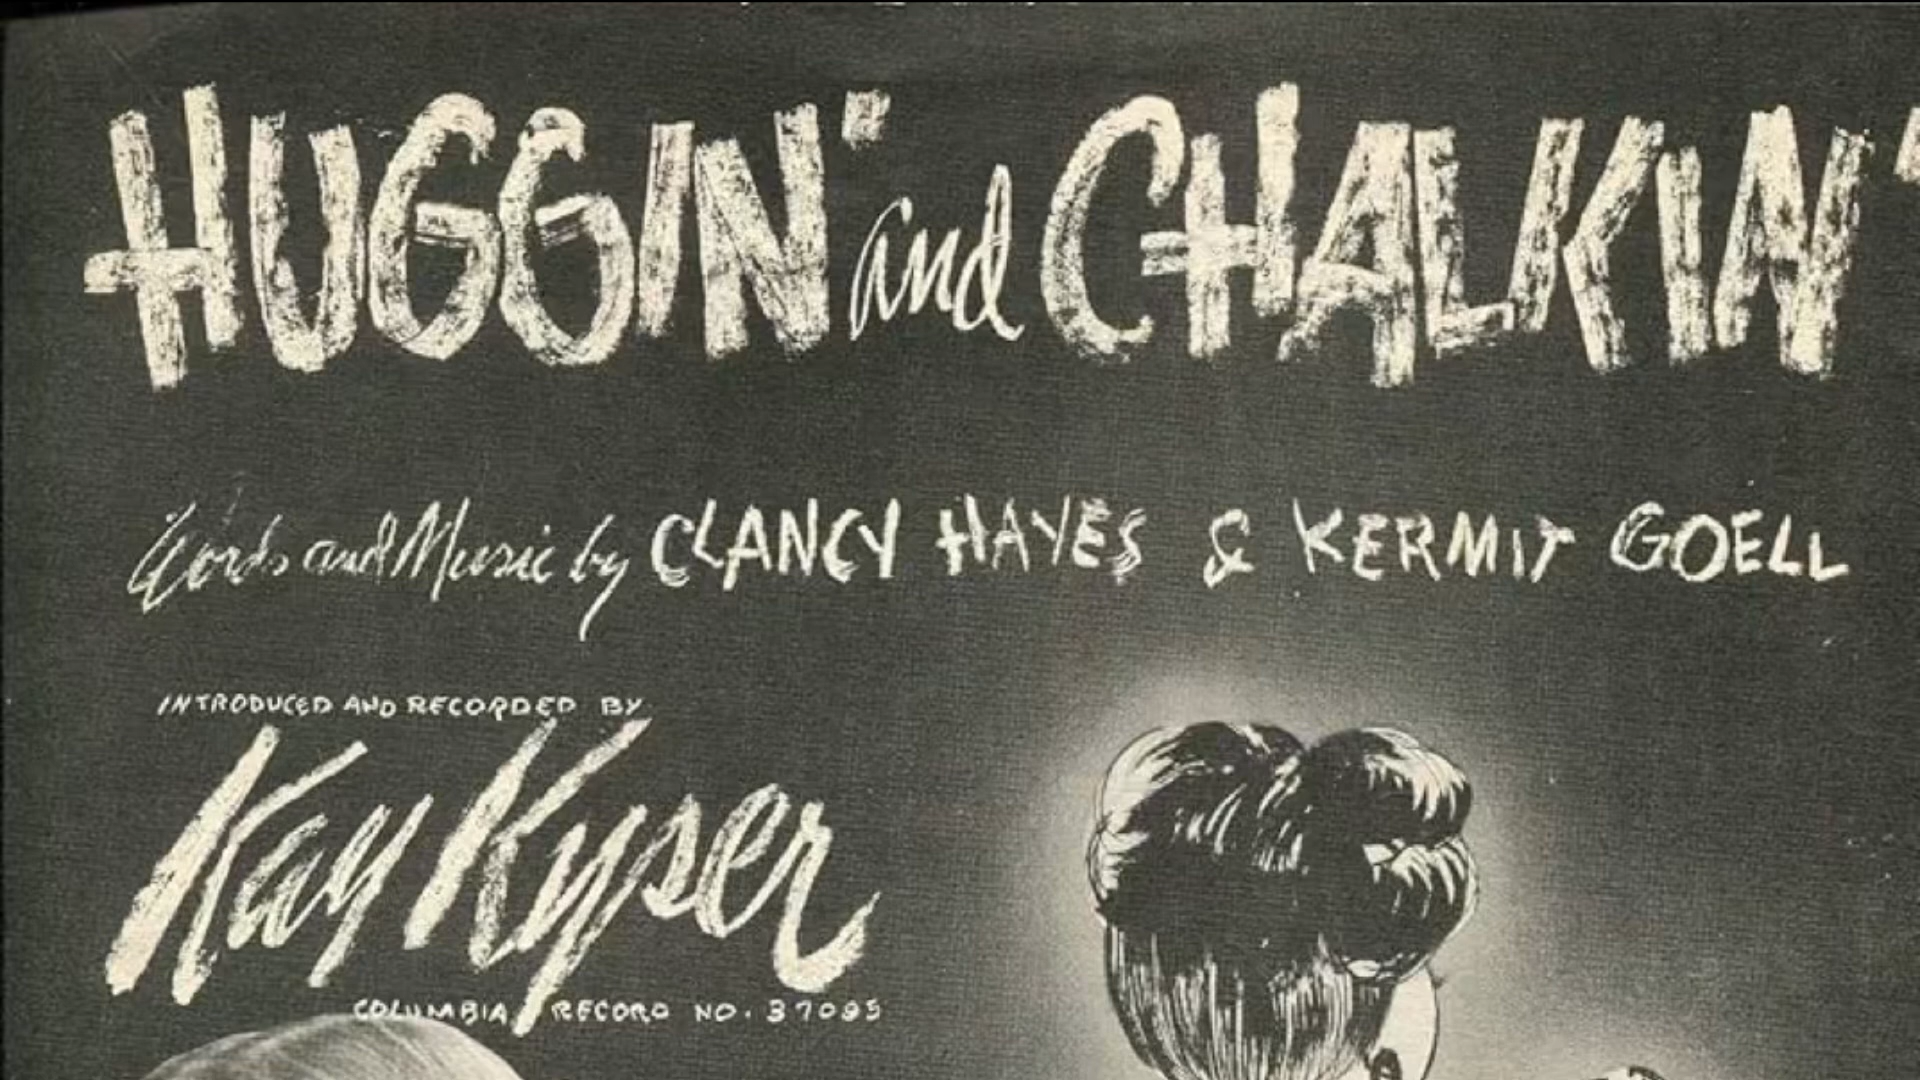 HUGGIN' and CHALKIN'
Words and Music by CLANCY HAYES & KERMIT GOELL
INTRODUCED AND RECORDED BY
Kay Kyser
COLUMBIA RECORD NO. 37095